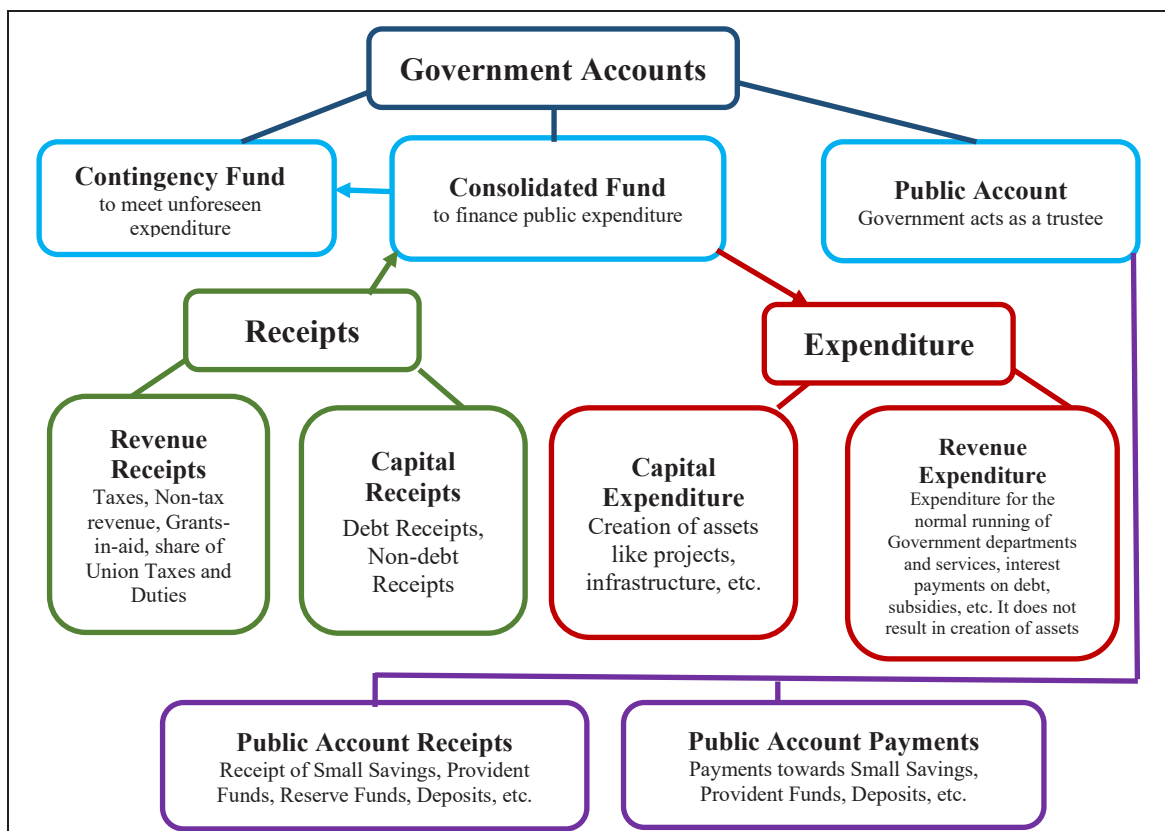 Government Accounts
Contingency Fund
to meet unforeseen
expenditure
Consolidated Fund
to finance public expenditure
Public Account
Government acts as a trustee
Receipts
Expenditure
Revenue
Receipts
Taxes, Non-tax
revenue, Grants-
in-aid, share of
Union Taxes and
Duties
Capital
Receipts
Debt Receipts,
Non-debt
Receipts
Capital
Expenditure
Creation of assets
like projects,
infrastructure, etc.
Revenue
Expenditure
Expenditure for the
normal running of
Government departments
and services, interest
payments on debt,
subsidies, etc. It does not
result in creation of assets
Public Account Receipts
Receipt of Small Savings, Provident
Funds, Reserve Funds, Deposits, etc.
Public Account Payments
Payments towards Small Savings,
Provident Funds, Deposits, etc.